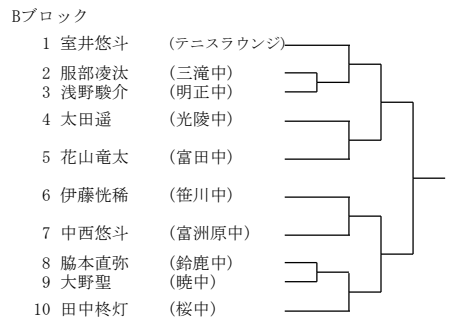 Bブロック
1 室井悠斗 (テニスラウンジ)
2 服部凌汰 (三滝中)
3 浅野駿介 (明正中)
4 太田遥 (光陵中)
5 花山竜太 (富田中)
6 伊藤恍稀 (笹川中)
7 中西悠斗 (富洲原中)
8 脇本直弥 (鈴鹿中)
9 大野聖 (暁中)
10 田中柊灯 (桜中)